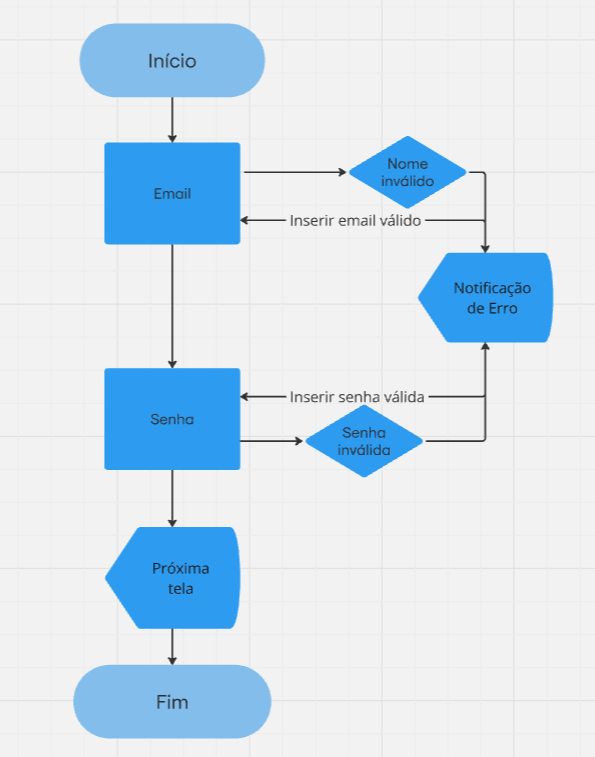 Início
Nome
inválido
Email
Inserir email válido
Notificação
de Erro
Inserir senha válida
Senha
Senha
inválida
Próxima
tela
Fim